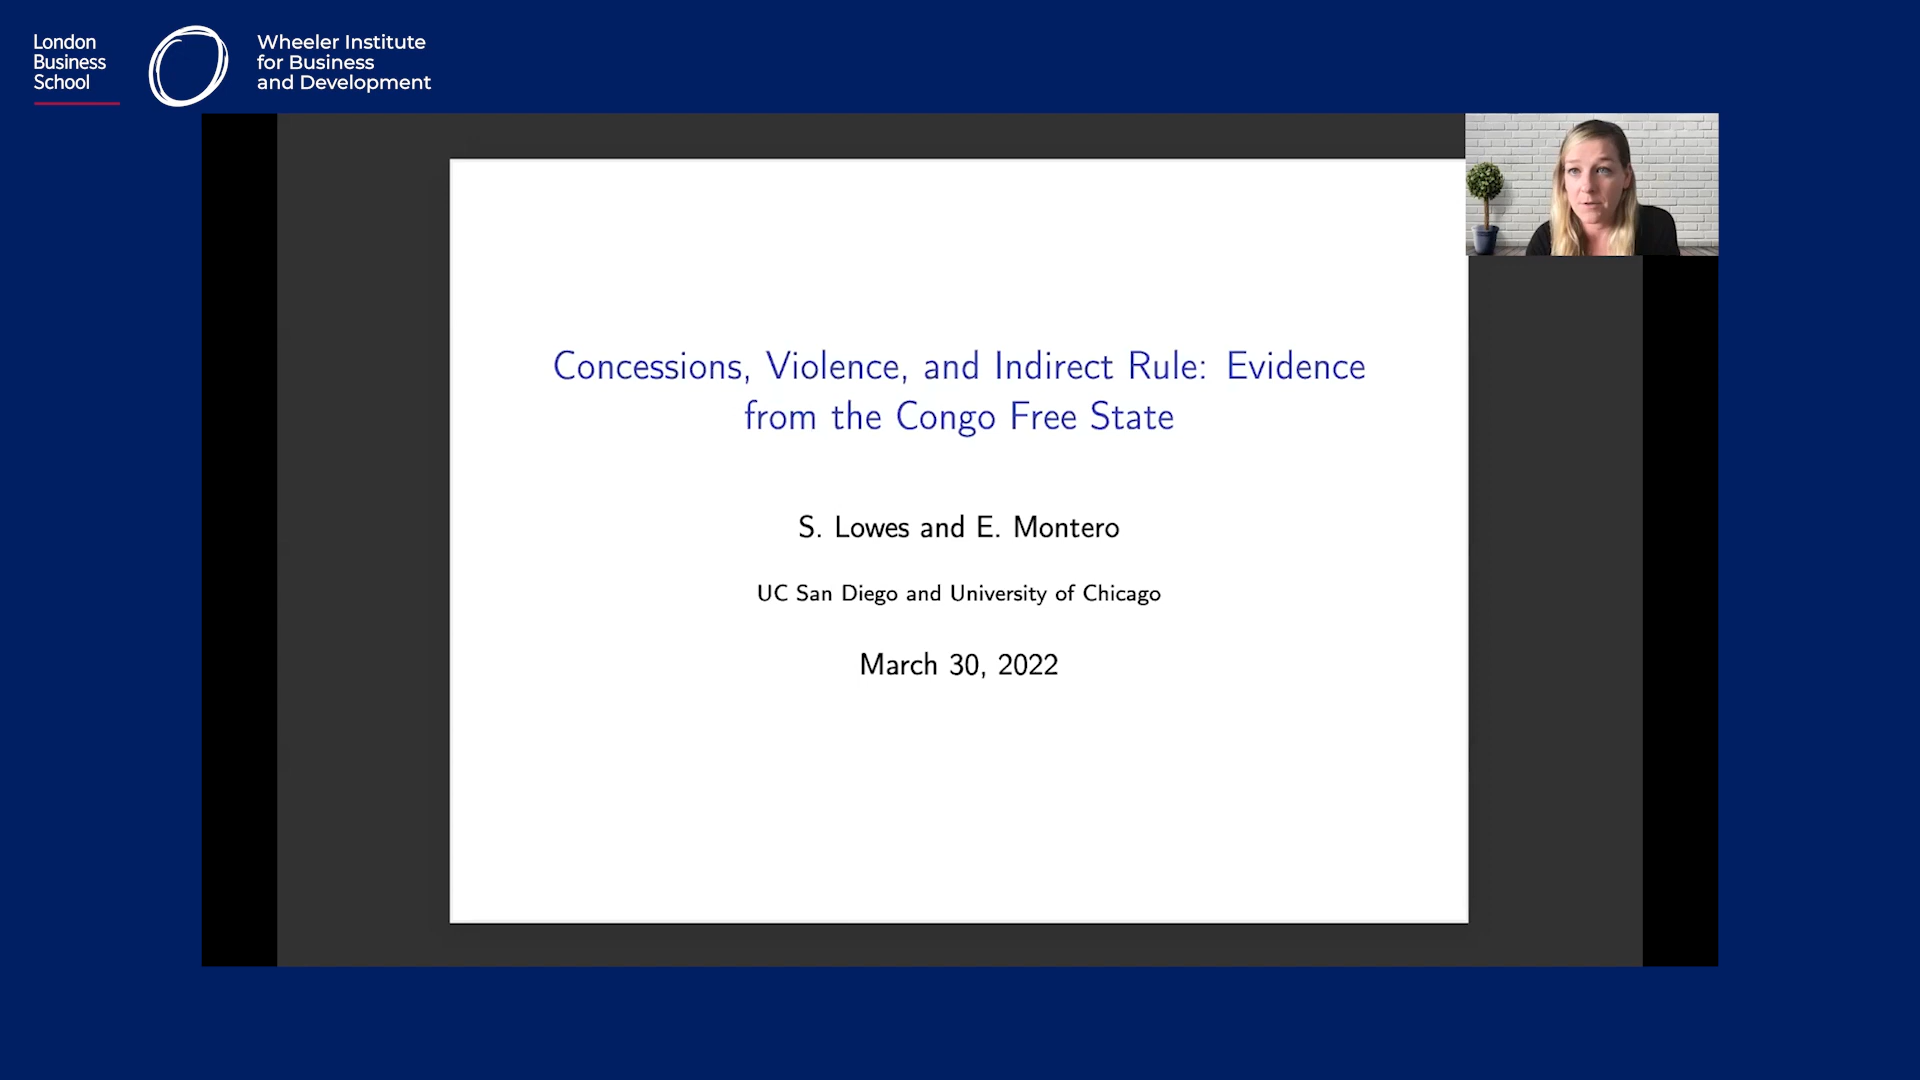 London
Business
School
Wheeler Institute
for Business
and Development
Concessions, Violence, and Indirect Rule: Evidence
from the Congo Free State
S. Lowes and E. Montero
UC San Diego and University of Chicago
March 30, 2022